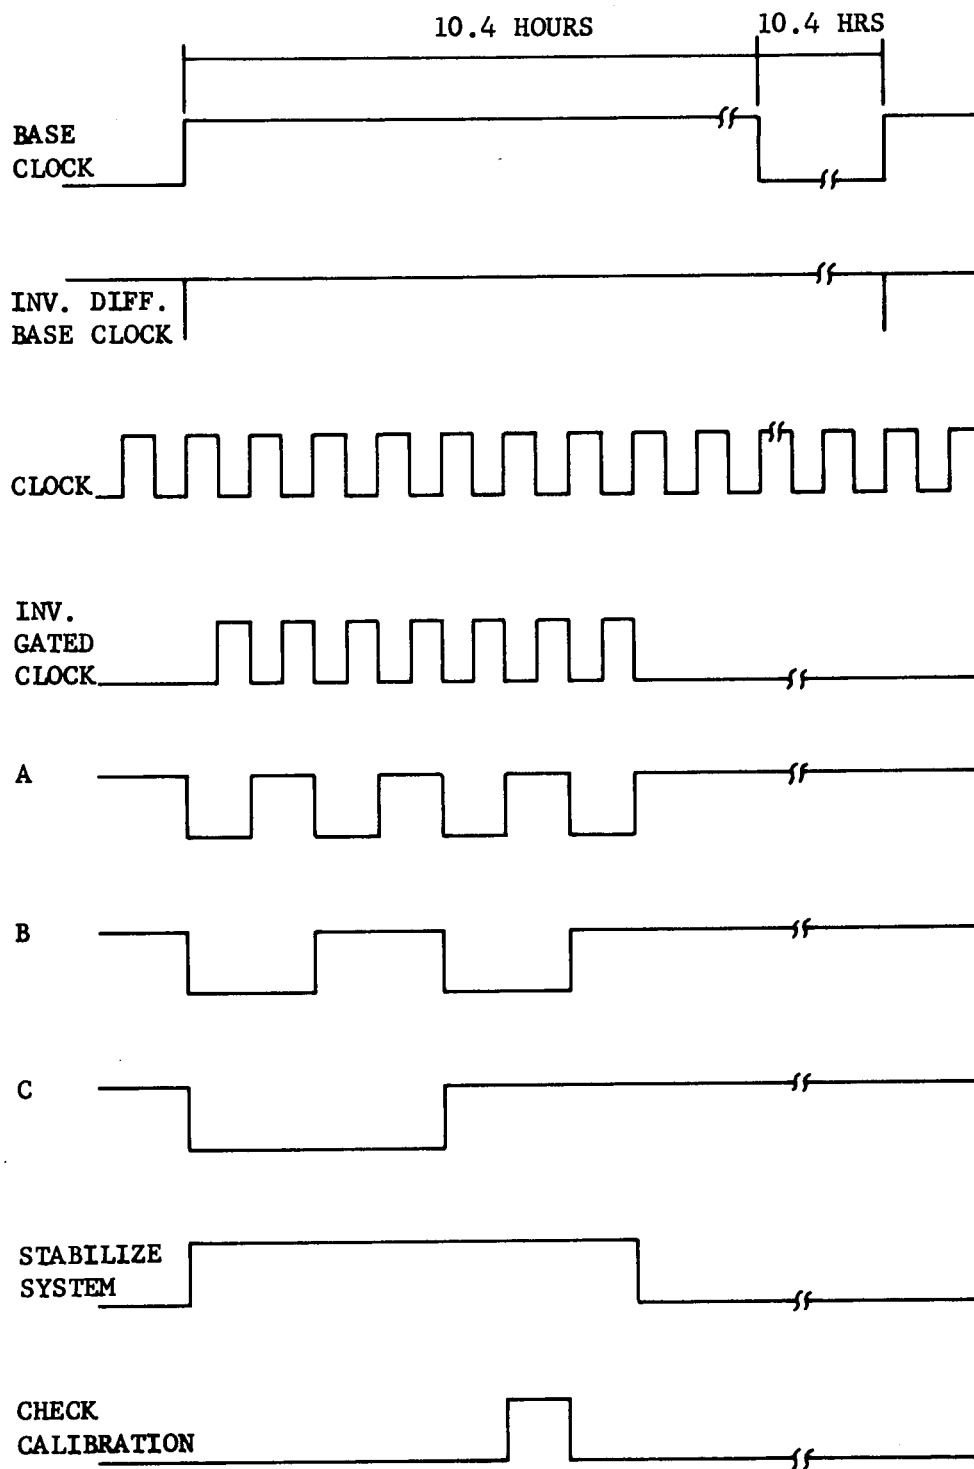 10.4 HOURS
10.4 HRS
BASE
CLOCK
INV. DIFF.
BASE CLOCK
CLOCK
INV.
GATED
CLOCK
A
B
C
STABILIZE
SYSTEM
CHECK
CALIBRATION